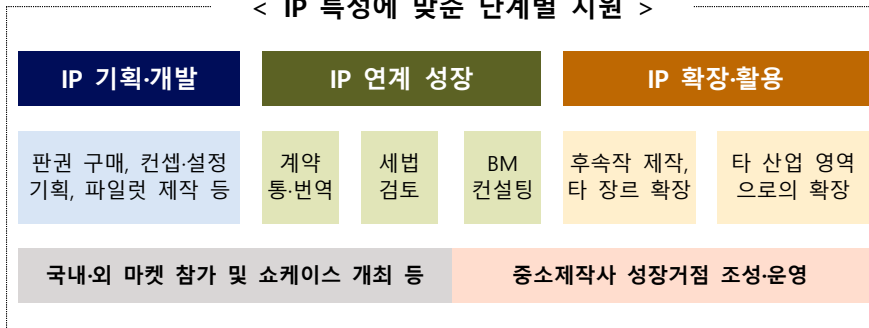 < IP 특성에 맞춘 단계별 지원 >
IP 기획·개발
IP 연계 성장
IP 확장·활용
판권 구매, 컨셉·설정
기획, 파일럿 제작 등
계약
통·번역
세법
검토
BM
컨설팅
후속작 제작,
타 장르 확장
타 산업 영역
으로의 확장
국내·외 마켓 참가 및 쇼케이스 개최 등
중소제작사 성장거점 조성·운영